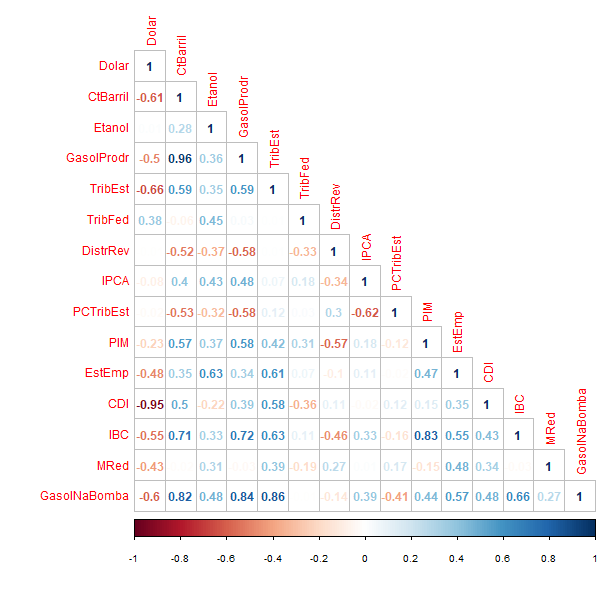 Dolar
Dolar 1 CtBarril
CtBarril -0.61 1 Etanol
Etanol 0.28 1 GasolProdr
GasolProdr -0.5 0.96 0.36 1 TribEst
TribEst -0.66 0.59 0.35 0.59 1 TribFed
TribFed 0.38 -0.06 0.45 0.03 1 DistrRev
DistrRev -0.52 -0.37 -0.58 -0.33 1 IPCA
IPCA -0.08 0.4 0.43 0.48 0.07 0.18 -0.34 1 PCTribEst
PCTribEst -0.53 -0.32 -0.58 0.12 0.3 -0.62 1 PIM
PIM -0.23 0.57 0.37 0.58 0.42 0.31 -0.57 0.18 -0.12 1 EstEmp
EstEmp -0.48 0.35 0.63 0.34 0.61 0.07 -0.1 0.11 0.47 1 CDI
CDI -0.95 0.5 -0.22 0.39 0.58 -0.36 0.11 0.12 0.15 0.35 1 IBC
IBC -0.55 0.71 0.33 0.72 0.63 0.11 -0.46 0.33 -0.16 0.83 0.55 0.43 1 MRed
MRed -0.43 0.31 0.39 -0.19 0.27 0.17 -0.15 0.48 0.34 1 GasolNaBomba
GasolNaBomba -0.6 0.82 0.48 0.84 0.86 -0.14 0.39 -0.41 0.44 0.57 0.48 0.66 0.27 1
-1 -0.8 -0.6 -0.4 -0.2 0 0.2 0.4 0.6 0.8 1